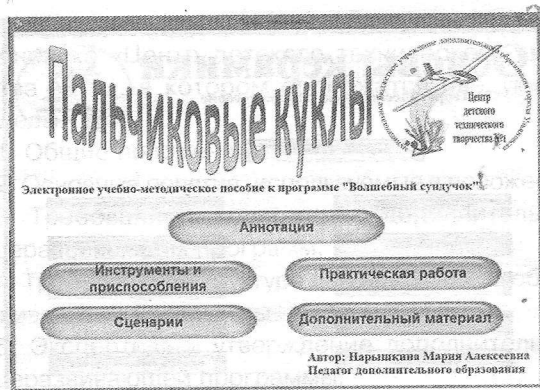 Пальчиковые куклы
Центр
детского
технического
творчества №1
Электронное учебно-методическое пособие к программе "Волшебный сундучок"
Аннотация
Инструменты и
приспособления
Практическая работа
Сценарии
Дополнительный материал
Автор: Нарышкина Мария Алексеевна
Педагог дополнительного образования